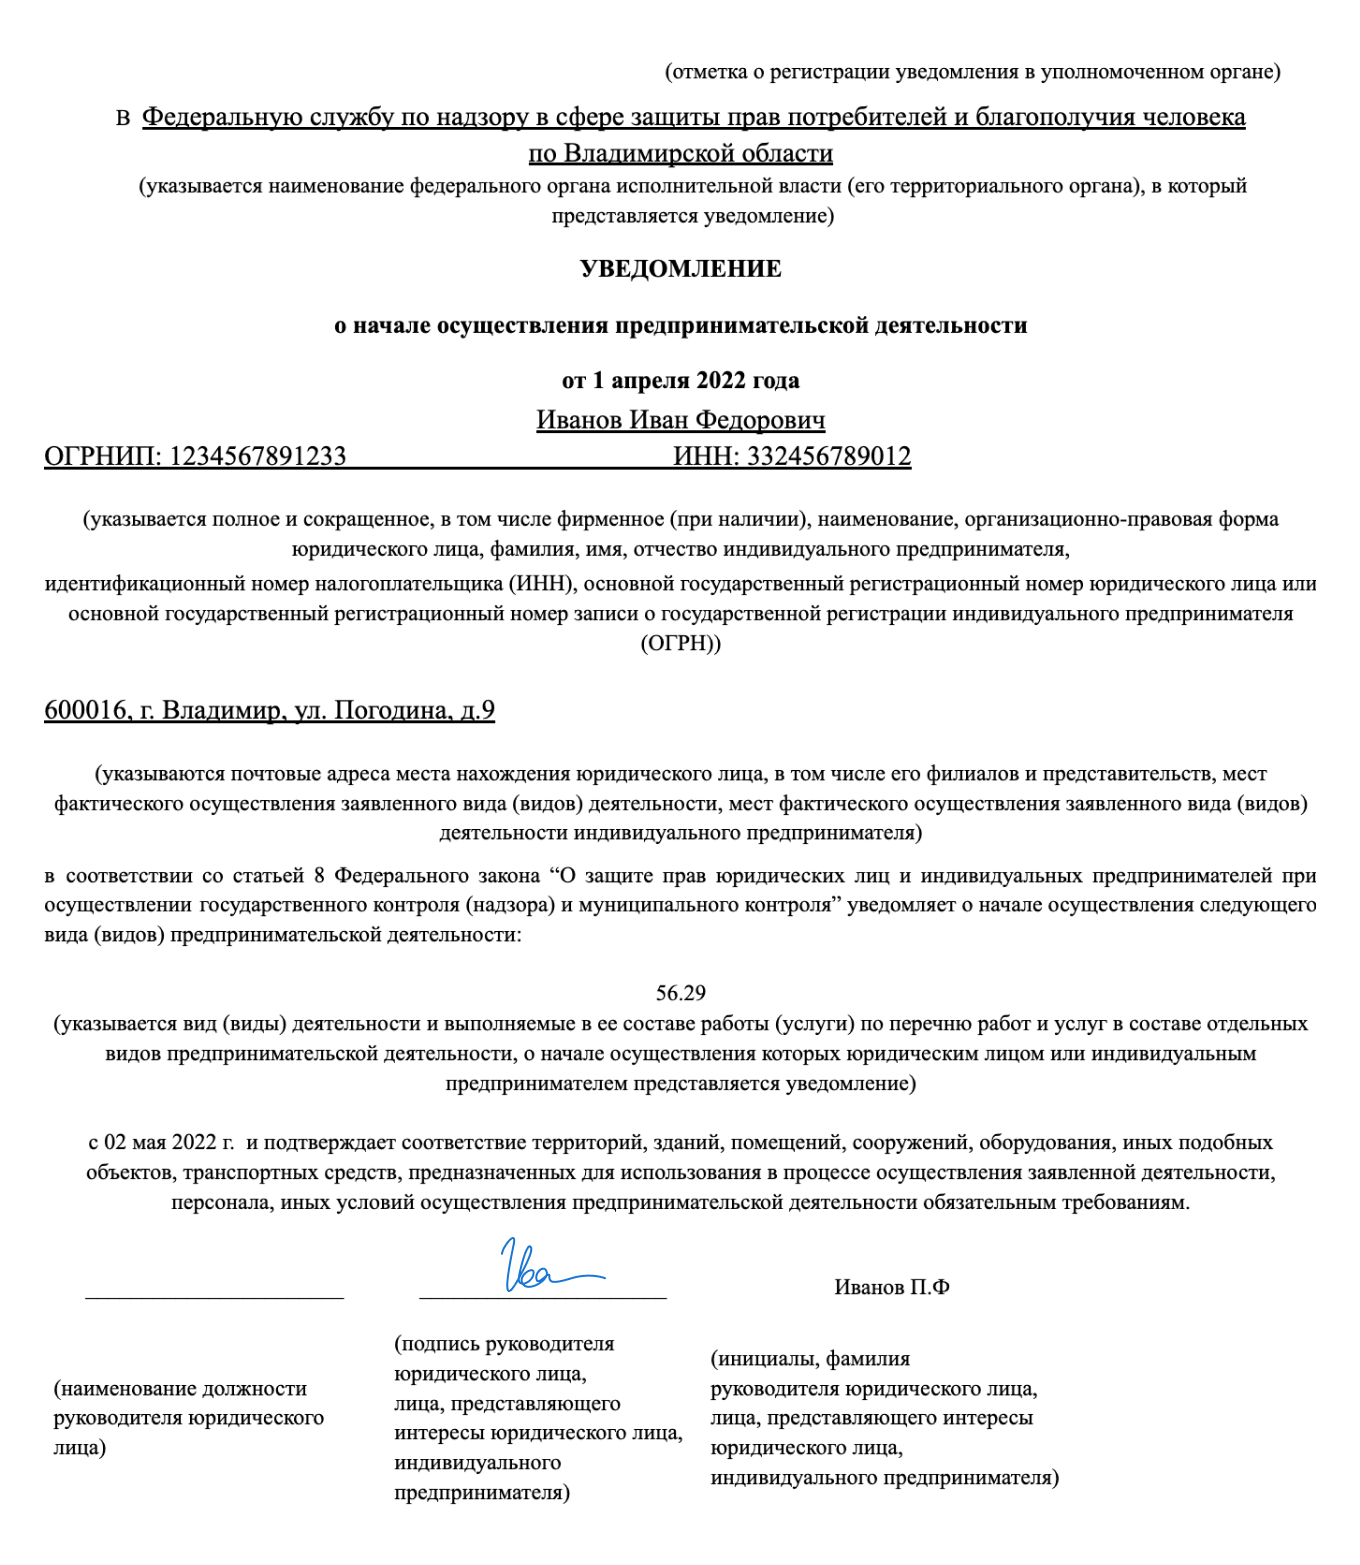 (отметка о регистрации уведомления в уполномоченном органе)
В Федеральную службу по надзору в сфере защиты прав потребителей и благополучия человека
по Владимирской области
(указывается наименование федерального органа исполнительной власти (его территориального органа), в который
представляется уведомление)
УВЕДОМЛЕНИЕ
о начале осуществления предпринимательской деятельности
от 1 апреля 2022 года
Иванов Иван Федорович
ОГРНИП: 1234567891233 ИНН: 332456789012
(указывается полное и сокращенное, в том числе фирменное (при наличии), наименование, организационно-правовая форма
юридического лица, фамилия, имя, отчество индивидуального предпринимателя,
идентификационный номер налогоплательщика (ИНН), основной государственный регистрационный номер юридического лица или
основной государственный регистрационный номер записи о государственной регистрации индивидуального предпринимателя
(ОГРН))
600016, г. Владимир, ул. Погодина, д.9
(указываются почтовые адреса места нахождения юридического лица, в том числе его филиалов и представительств, мест
фактического осуществления заявленного вида (видов) деятельности, мест фактического осуществления заявленного вида (видов)
деятельности индивидуального предпринимателя)
в соответствии со статьей 8 Федерального закона “О защите прав юридических лиц и индивидуальных предпринимателей при
осуществлении государственного контроля (надзора) и муниципального контроля” уведомляет о начале осуществления следующего
вида (видов) предпринимательской деятельности:
56.29
(указывается вид (виды) деятельности и выполняемые в ее составе работы (услуги) по перечню работ и услуг в составе отдельных
видов предпринимательской деятельности, о начале осуществления которых юридическим лицом или индивидуальным
предпринимателем представляется уведомление)
с 02 мая 2022 г. и подтверждает соответствие территорий, зданий, помещений, сооружений, оборудования, иных подобных
объектов, транспортных средств, предназначенных для использования в процессе осуществления заявленной деятельности,
персонала, иных условий осуществления предпринимательской деятельности обязательным требованиям.
Ива
Иванов П.Ф
(наименование должности
руководителя юридического
лица)
(подпись руководителя
юридического лица,
лица, представляющего
интересы юридического лица,
индивидуального
предпринимателя)
(инициалы, фамилия
руководителя юридического лица,
лица, представляющего интересы
юридического лица,
индивидуального предпринимателя)